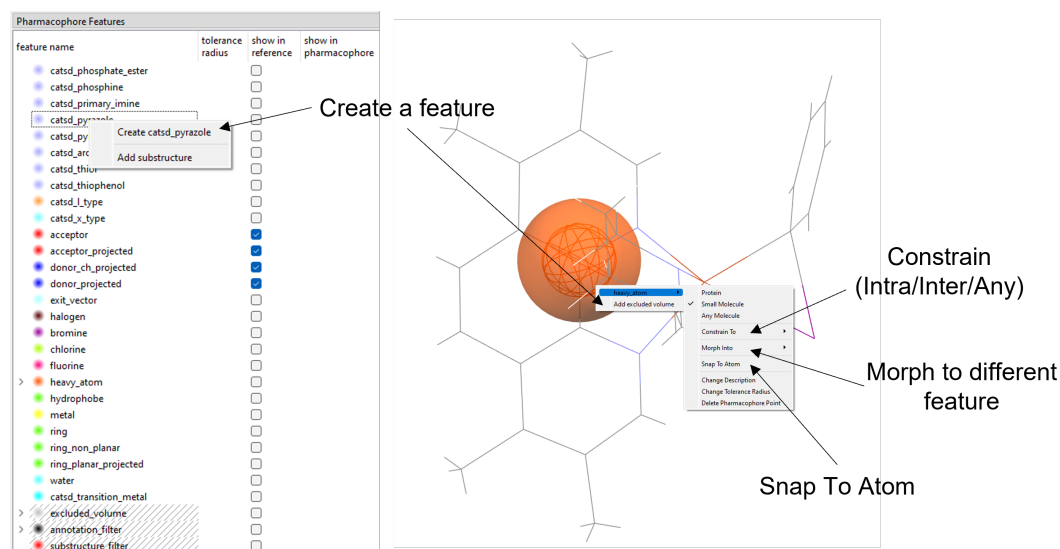 Pharmacophore Features
feature name
tolerance radius
show in reference
show in pharmacophore
catsd_phosphate_ester
catsd_phosphine
catsd_primary_imine
catsd_pyrazole
Create catsd_pyrazole
Add substructure
catsd_thiophenol
catsd_l_type
catsd_x_type
acceptor
acceptor_projected
donor_ch_projected
donor_projected
exit_vector
halogen
bromine
chlorine
fluorine
> heavy_atom
hydrophobe
metal
ring
ring_non_planar
ring_planar_projected
water
catsd_transition_metal
> excluded_volume
> annotation_filter
substructure_filter
Create a feature
heavy_atom
Add excluded volume
Protein
Small Molecule
Any Molecule
Constrain To
Morph Into
Snap To Atom
Change Description
Change Tolerance Radius
Delete Pharmacophore Point
Constrain
(Intra/Inter/Any)
Morph to different
feature
Snap To Atom